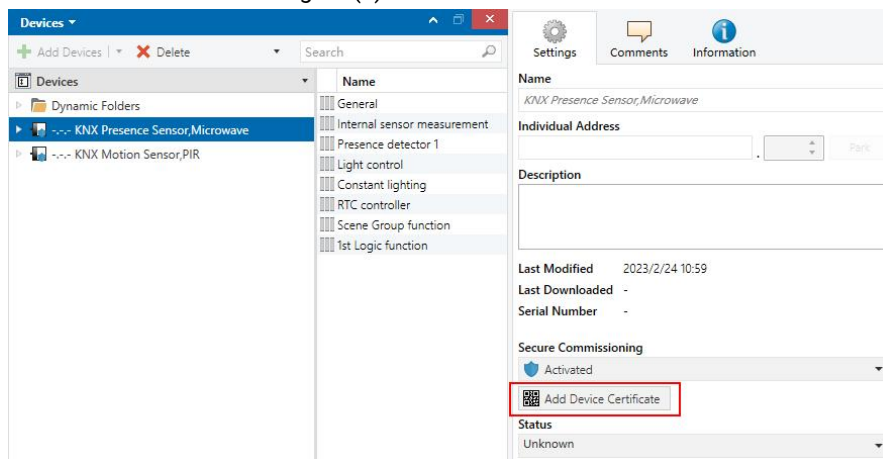 Devices
Add Devices
Delete
Search
Devices
Dynamic Folders
-.-.- KNX Presence Sensor,Microwave
-.-.- KNX Motion Sensor,PIR
Name
General
Internal sensor measurement
Presence detector 1
Light control
Constant lighting
RTC controller
Scene Group function
1st Logic function
Settings
Comments
Information
Name
KNX Presence Sensor,Microwave
Individual Address
.
Park
Description
Last Modified 2023/2/24 10:59
Last Downloaded -
Serial Number -
Secure Commissioning
Activated
Add Device Certificate
Status
Unknown